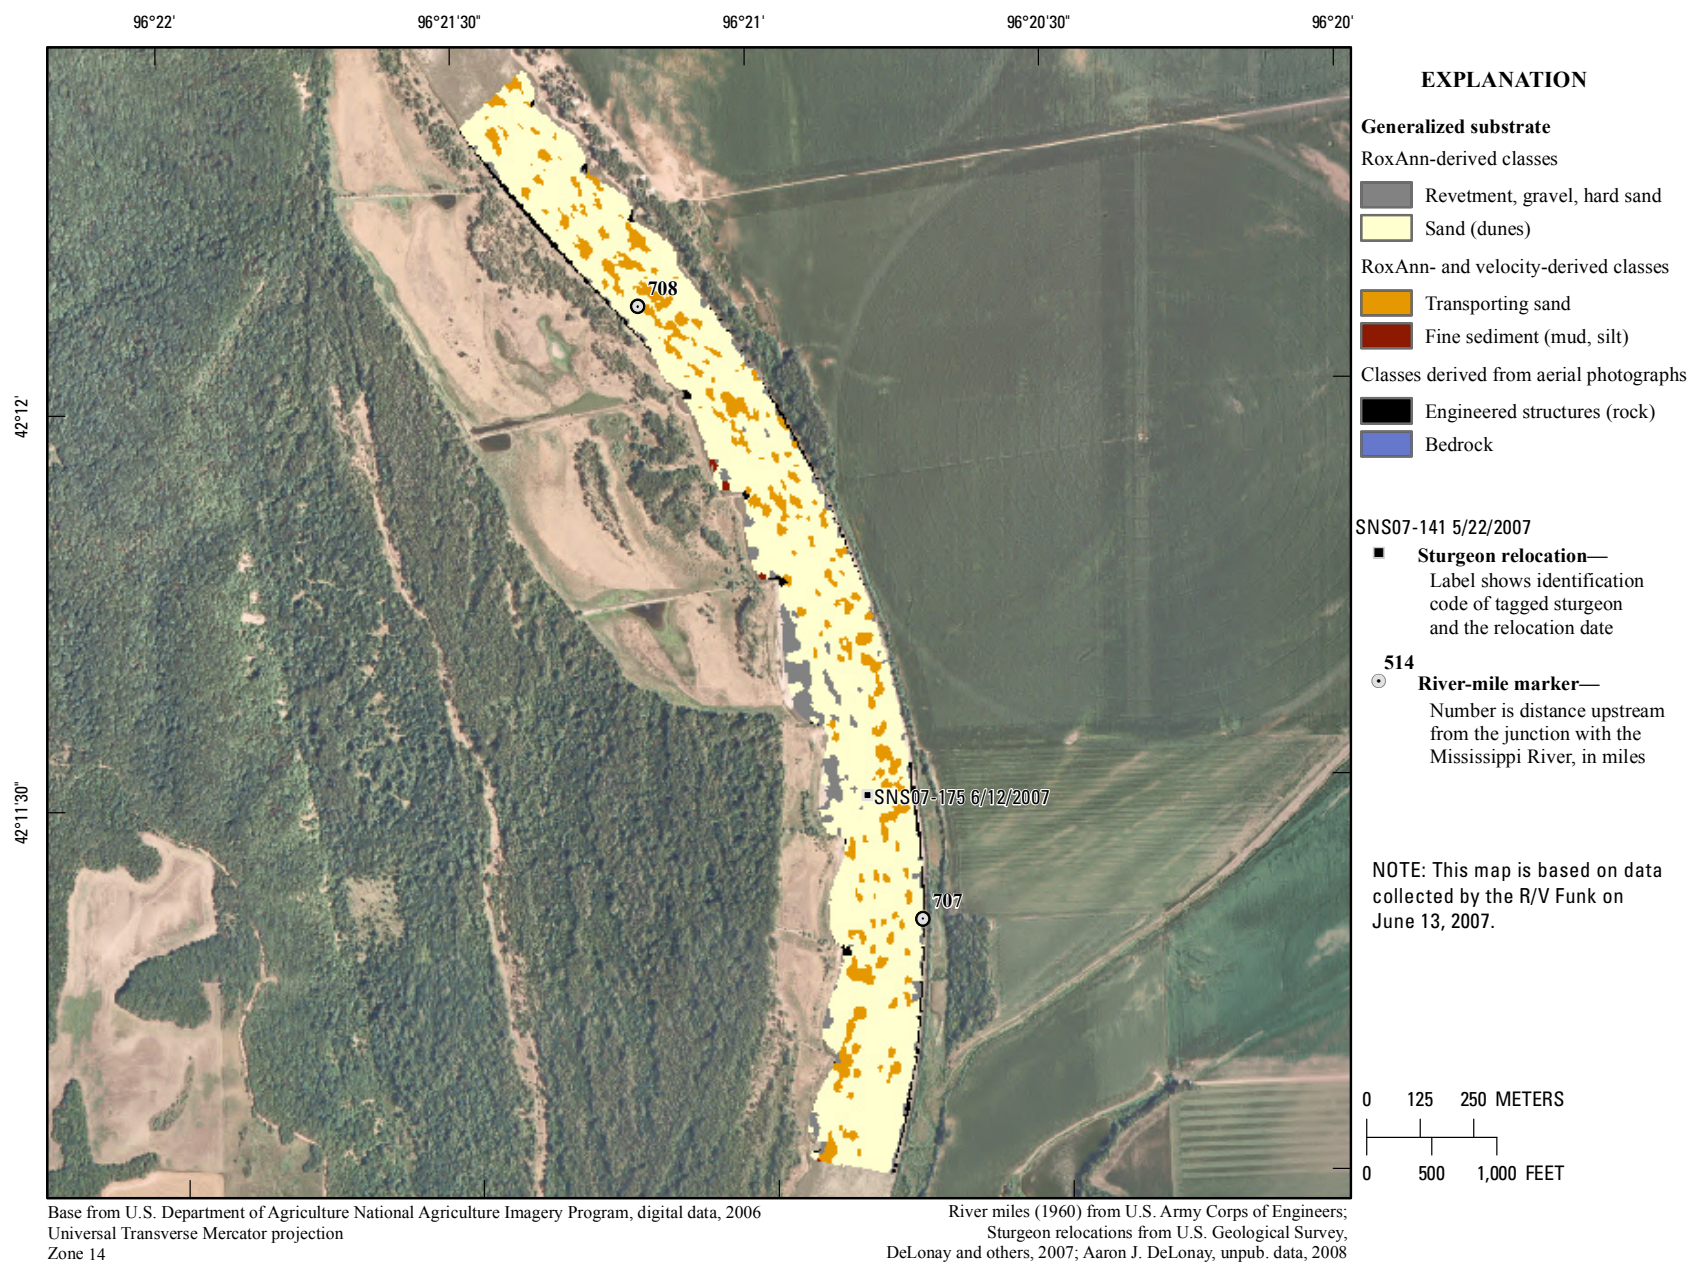 96°22'
96°21'30"
96°21'
96°20'30"
96°20'
42°12'
42°11'30"
708
SNS07-175 6/12/2007
707
EXPLANATION
Generalized substrate
RoxAnn-derived classes
Revetment, gravel, hard sand
Sand (dunes)
RoxAnn- and velocity-derived classes
Transporting sand
Fine sediment (mud, silt)
Classes derived from aerial photographs
Engineered structures (rock)
Bedrock
SNS07-141 5/22/2007
Sturgeon relocation—
Label shows identification
code of tagged sturgeon
and the relocation date
514
River-mile marker—
Number is distance upstream
from the junction with the
Mississippi River, in miles
NOTE: This map is based on data
collected by the R/V Funk on
June 13, 2007.
0 125 250 METERS
0 500 1,000 FEET
Base from U.S. Department of Agriculture National Agriculture Imagery Program, digital data, 2006
Universal Transverse Mercator projection
Zone 14
River miles (1960) from U.S. Army Corps of Engineers;
Sturgeon relocations from U.S. Geological Survey,
DeLonay and others, 2007; Aaron J. DeLonay, unpub. data, 2008